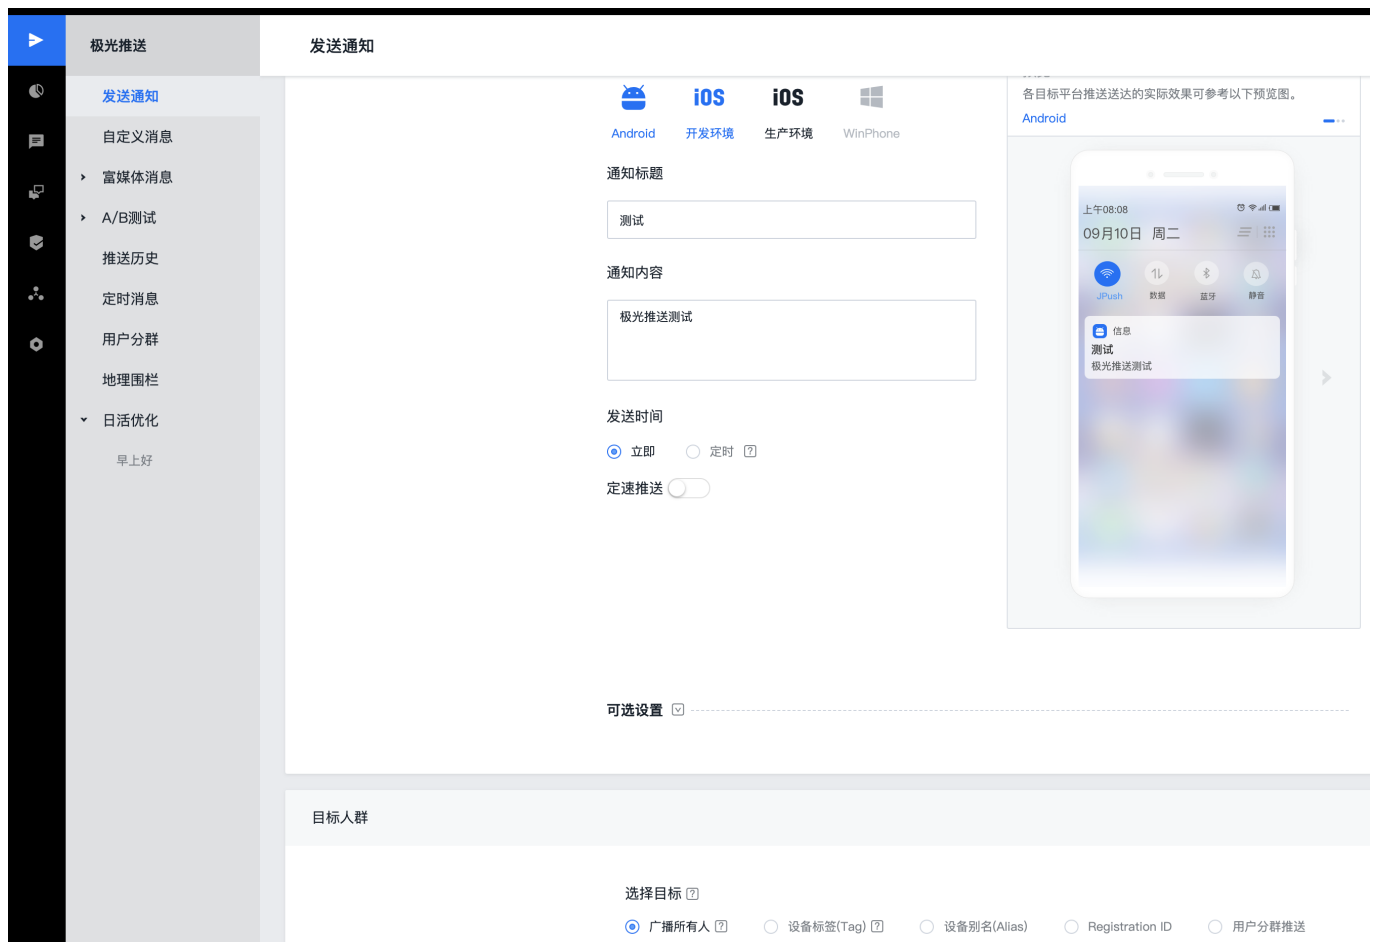 极光推送
发送通知
发送通知
自定义消息
富媒体消息
A/B测试
推送历史
定时消息
用户分群
地理围栏
日活优化
早上好
iOS
iOS
Android
开发环境
生产环境
WinPhone
通知标题
测试
通知内容
极光推送测试
发送时间
立即
定时
定速推送
各目标平台推送送达的实际效果可参考以下预览图。
Android
上午08:08
09月10日 周二
JPush
数据
蓝牙
静音
信息
测试
极光推送测试
可选设置
目标人群
选择目标
广播所有人
设备标签(Tag)
设备别名(Alias)
Registration ID
用户分群推送